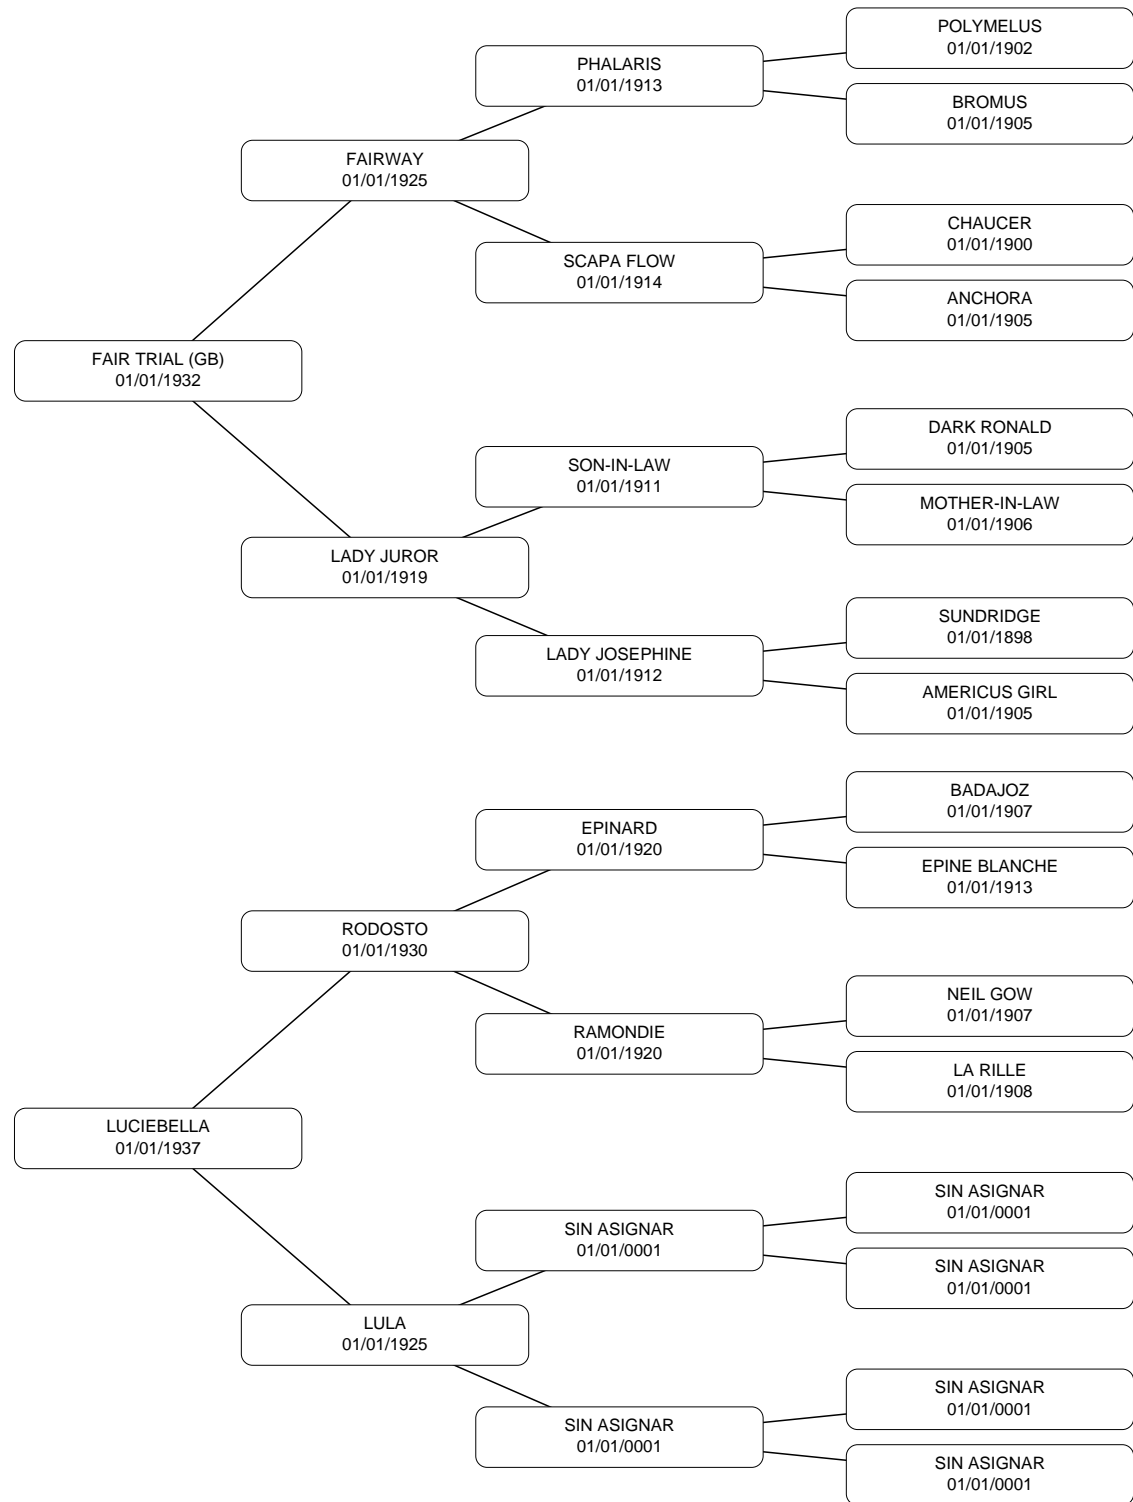 POLYMELUS
01/01/1902
PHALARIS
01/01/1913
BROMUS
01/01/1905
FAIRWAY
01/01/1925
CHAUCER
01/01/1900
SCAPA FLOW
01/01/1914
ANCHORA
01/01/1905
FAIR TRIAL (GB)
01/01/1932
DARK RONALD
01/01/1905
SON-IN-LAW
01/01/1911
MOTHER-IN-LAW
01/01/1906
LADY JUROR
01/01/1919
SUNDRIDGE
01/01/1898
LADY JOSEPHINE
01/01/1912
AMERICUS GIRL
01/01/1905
BADAJOZ
01/01/1907
EPINARD
01/01/1920
EPINE BLANCHE
01/01/1913
RODOSTO
01/01/1930
NEIL GOW
01/01/1907
RAMONDIE
01/01/1920
LA RILLE
01/01/1908
LUCIEBELLA
01/01/1937
SIN ASIGNAR
01/01/0001
SIN ASIGNAR
01/01/0001
SIN ASIGNAR
01/01/0001
LULA
01/01/1925
SIN ASIGNAR
01/01/0001
SIN ASIGNAR
01/01/0001
SIN ASIGNAR
01/01/0001